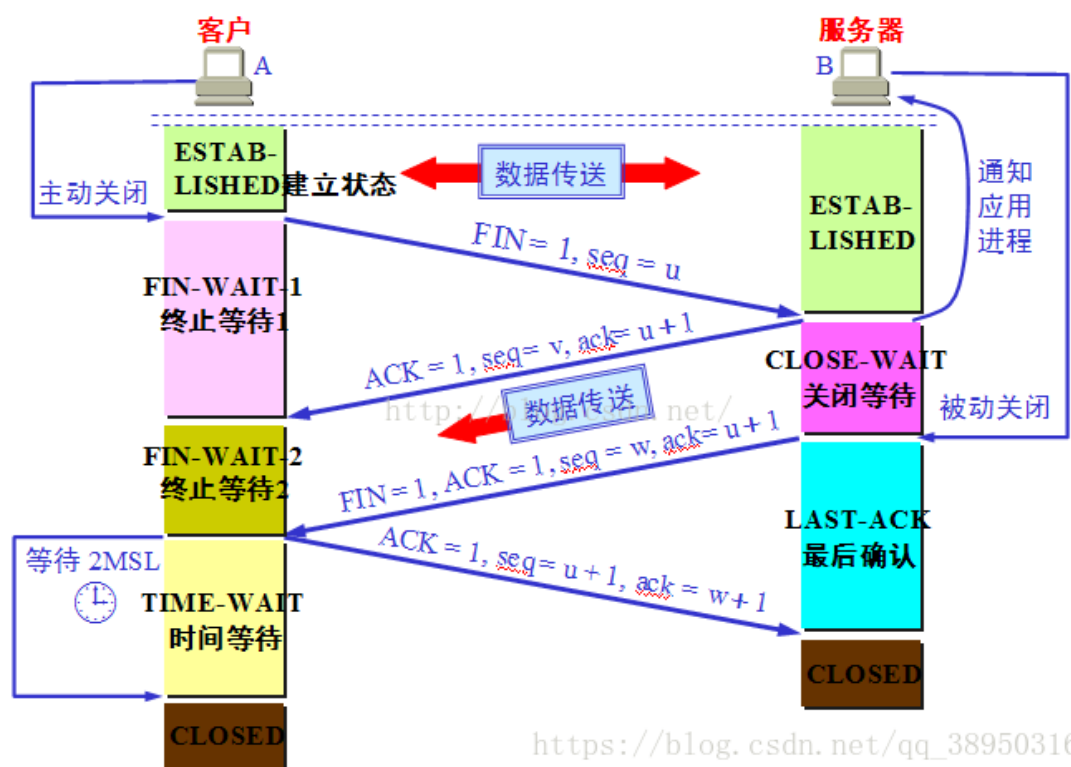 客户
服务器
A
B
ESTAB-
LISHED建立状态
数据传送
主动关闭
通知
应用
进程
ESTAB-
LISHED
FIN = 1, seq = u
FIN-WAIT-1
终止等待1
ACK = 1, seq = v, ack= u + 1
CLOSE-WAIT
关闭等待
数据传送
http://blog.csdn.net/
被动关闭
FIN-WAIT-2
终止等待2
FIN=1, ACK = 1, seq = w, ack= u + 1
LAST-ACK
最后确认
等待 2MSL
ACK = 1, seq = u + 1, ack = w + 1
TIME-WAIT
时间等待
CLOSED
CLOSED
https://blog.csdn.net/qq_38950316